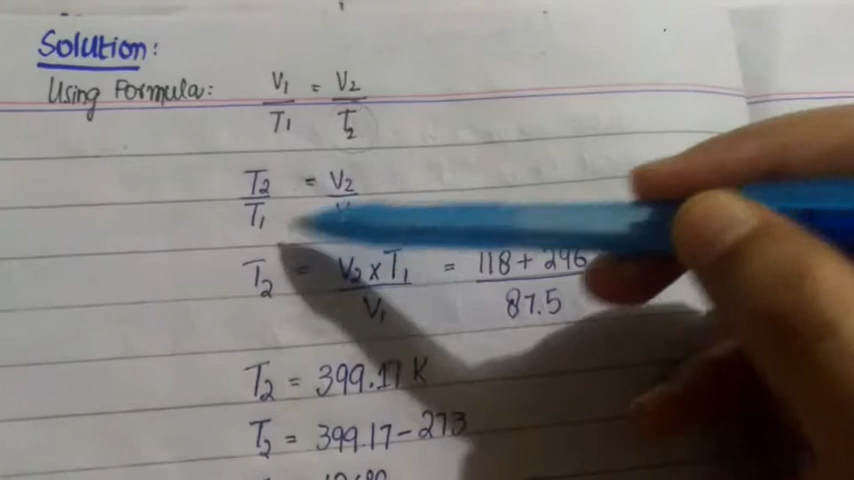 Solution:
Using Formula: V1/T1 = V2/T2
T2/T1 = V2/
T2 = V2 x T1/V1 = 118 + 296/87.5
T2 = 399.17 K
T2 = 399.17 - 273